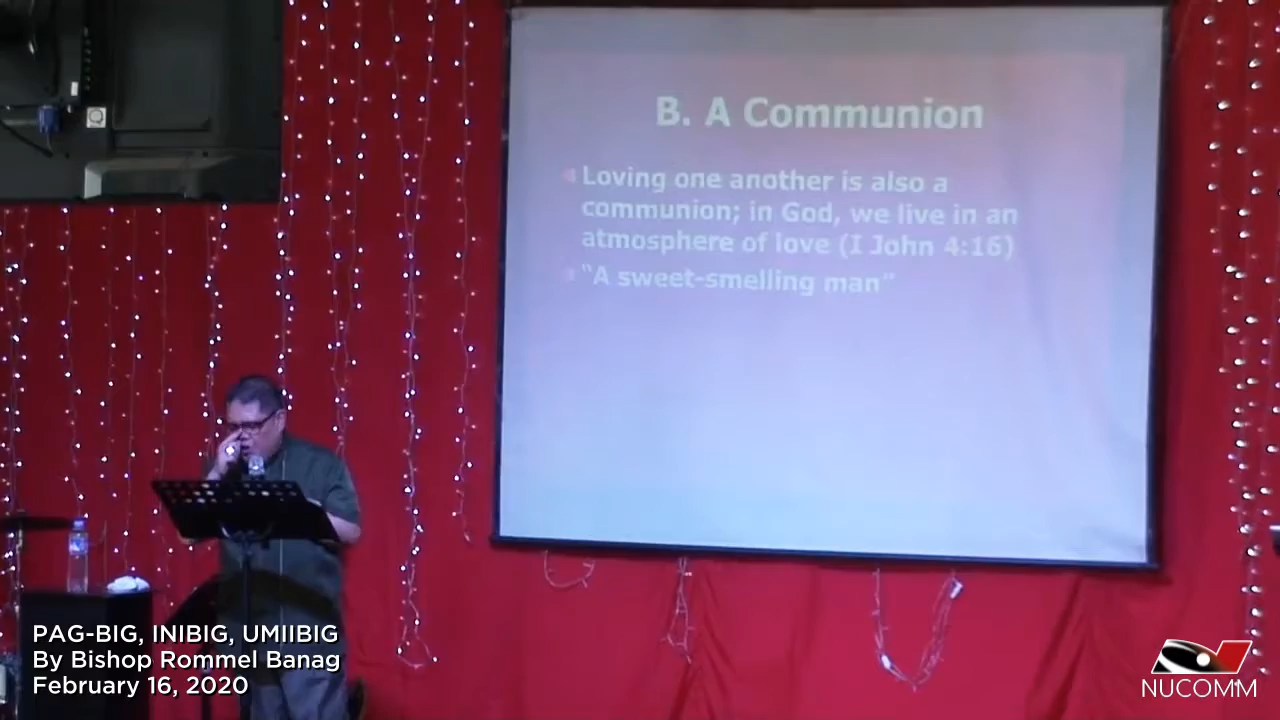 B. A Communion
Loving one another is also a
communion; in God, we live in an
atmosphere of love (I John 4:16)
"A sweet-smelling man"
PAG-BIG, INIBIG, UMIIBIG
By Bishop Rommel Banag
February 16, 2020
NUCOMM